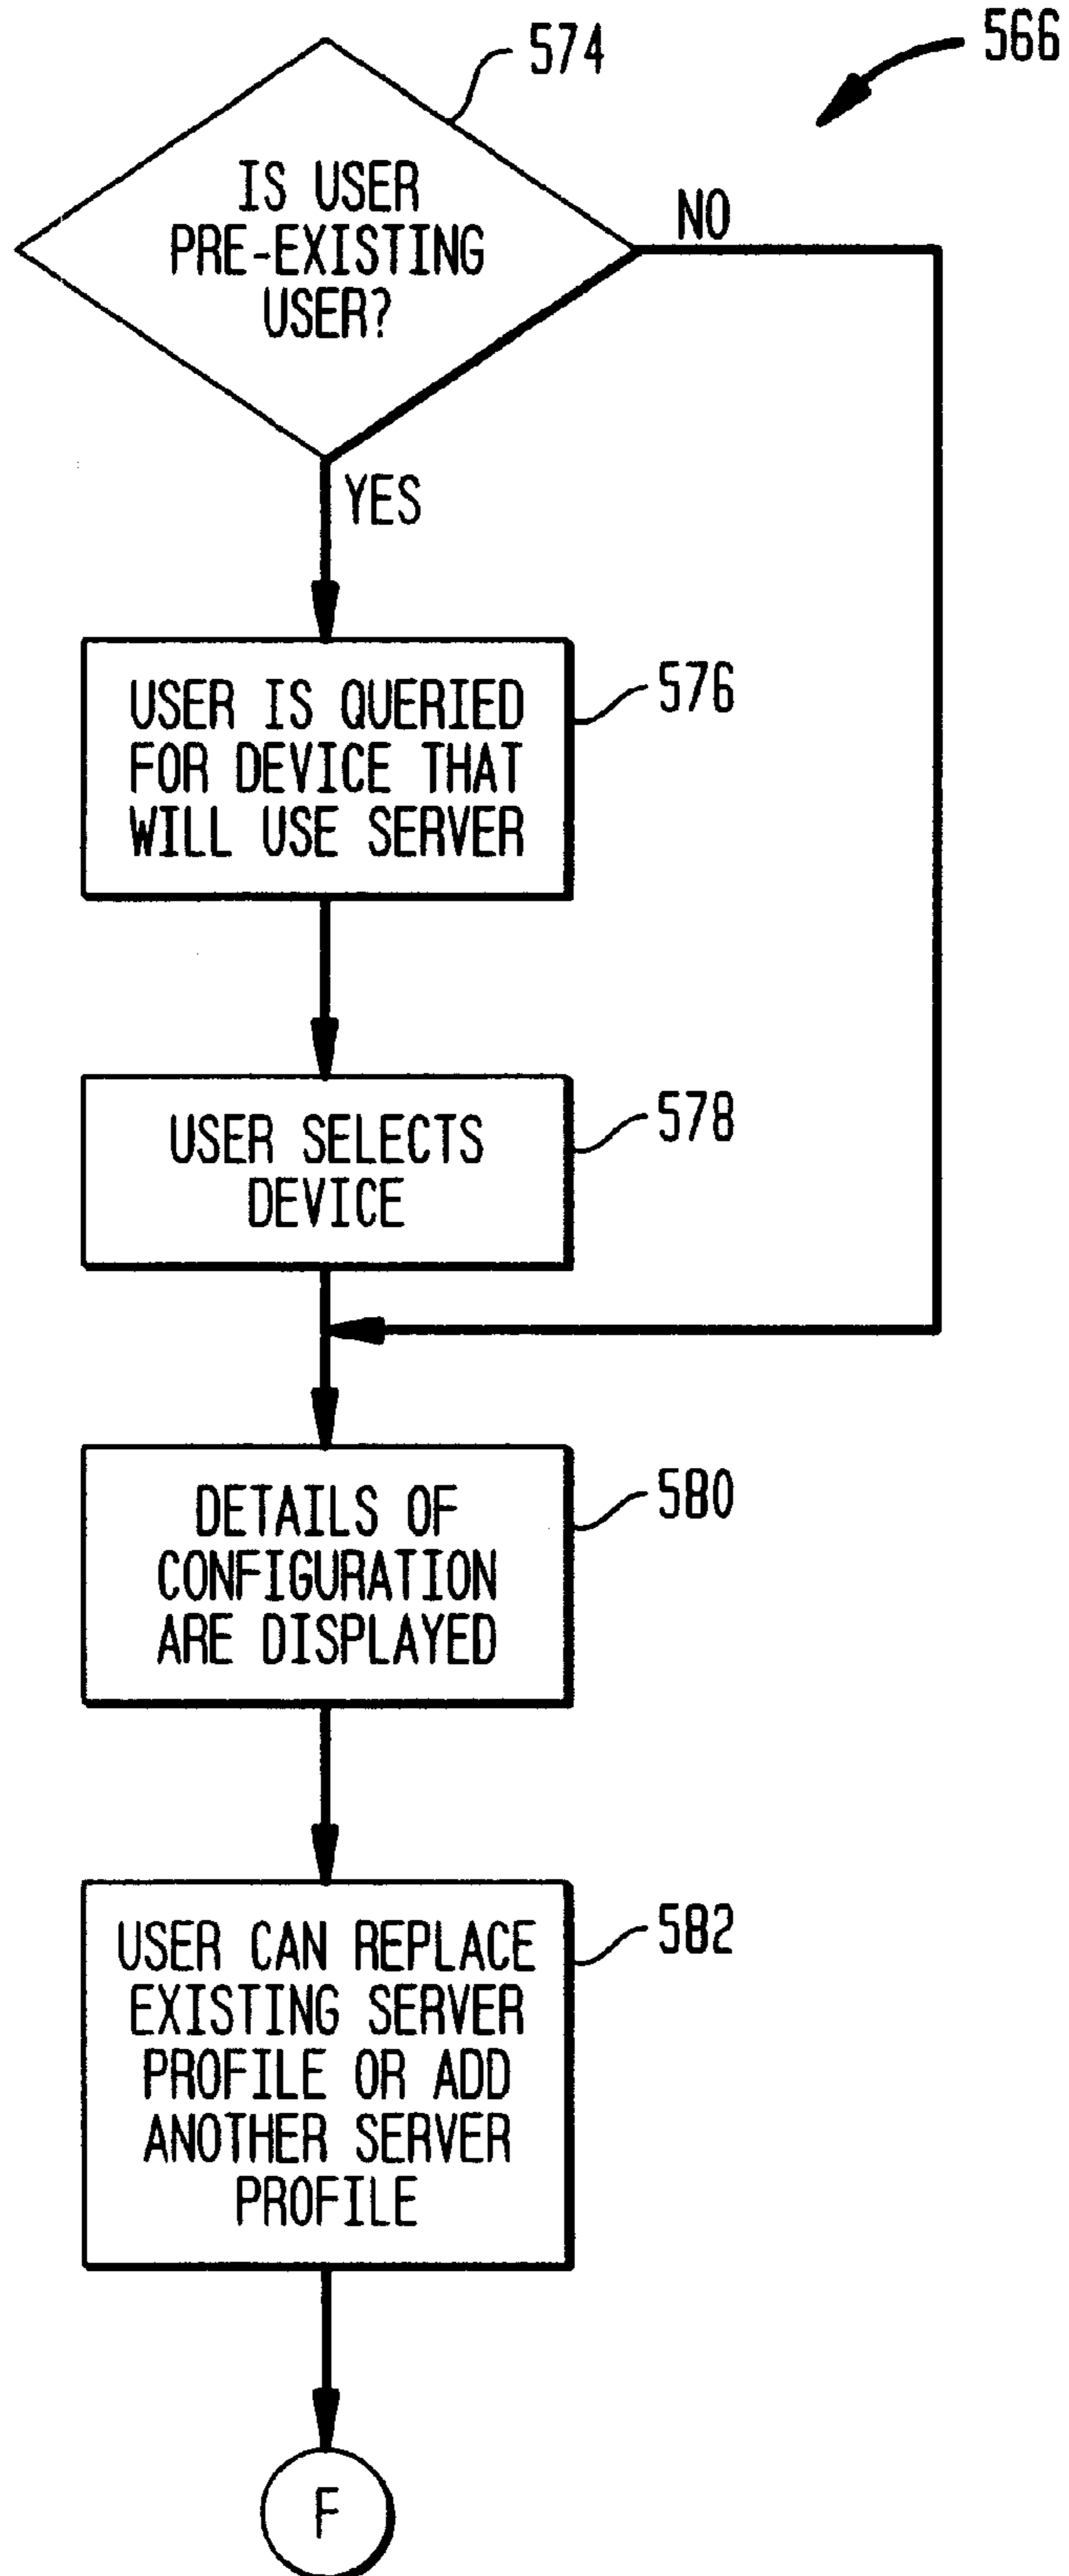 574
566
IS USER
PRE-EXISTING
USER?
NO
YES
USER IS QUERIED
FOR DEVICE THAT
WILL USE SERVER
576
USER SELECTS
DEVICE
578
DETAILS OF
CONFIGURATION
ARE DISPLAYED
580
USER CAN REPLACE
EXISTING SERVER
PROFILE OR ADD
ANOTHER SERVER
PROFILE
582
F